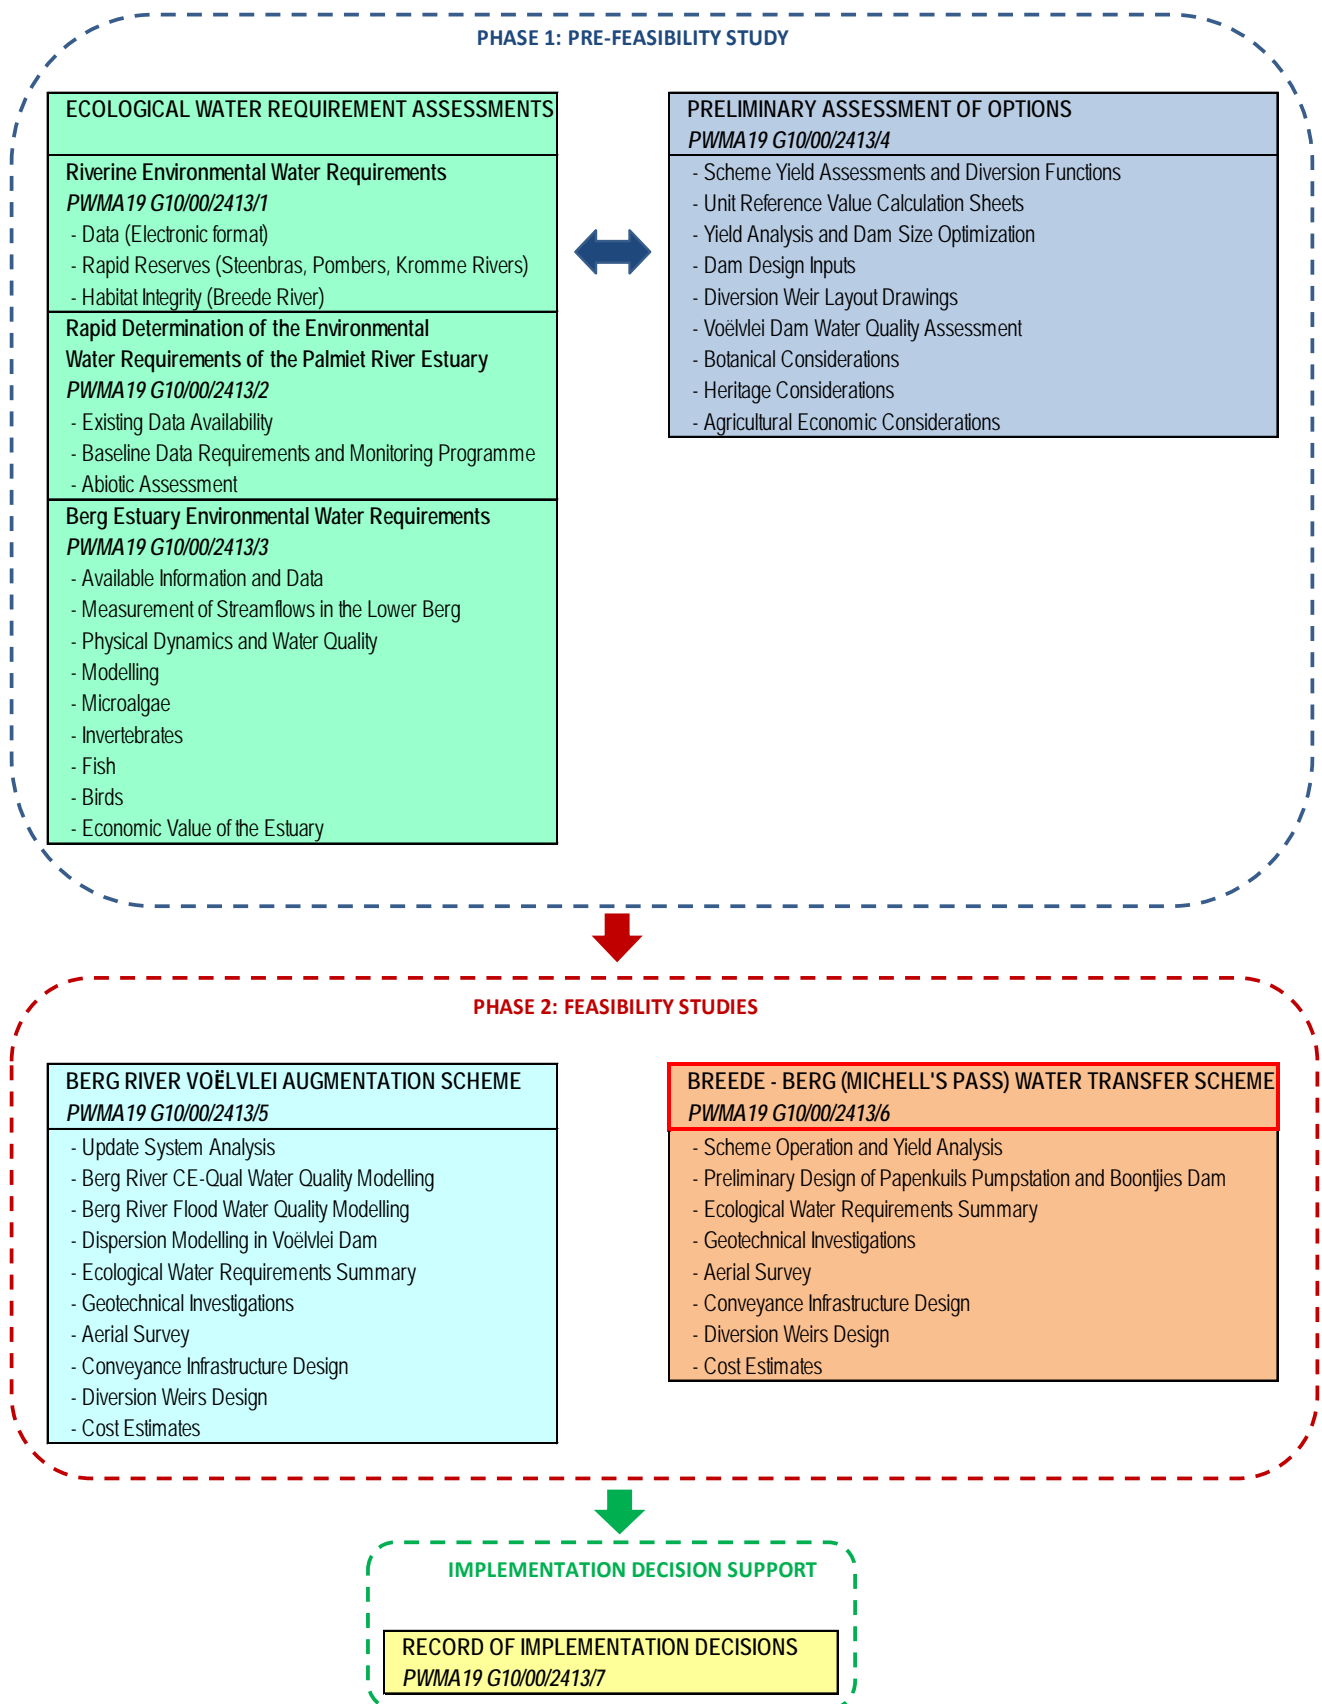 PHASE 1: PRE-FEASIBILITY STUDY
ECOLOGICAL WATER REQUIREMENT ASSESSMENTS
Riverine Environmental Water Requirements
PWMA19 G10/00/2413/1
- Data (Electronic format)
- Rapid Reserves (Steenbras, Pombers, Kromme Rivers)
- Habitat Integrity (Breede River)
Rapid Determination of the Environmental
Water Requirements of the Palmiet River Estuary
PWMA19 G10/00/2413/2
- Existing Data Availability
- Baseline Data Requirements and Monitoring Programme
- Abiotic Assessment
Berg Estuary Environmental Water Requirements
PWMA19 G10/00/2413/3
- Available Information and Data
- Measurement of Streamflows in the Lower Berg
- Physical Dynamics and Water Quality
- Modelling
- Microalgae
- Invertebrates
- Fish
- Birds
- Economic Value of the Estuary
PRELIMINARY ASSESSMENT OF OPTIONS
PWMA19 G10/00/2413/4
- Scheme Yield Assessments and Diversion Functions
- Unit Reference Value Calculation Sheets
- Yield Analysis and Dam Size Optimization
- Dam Design Inputs
- Diversion Weir Layout Drawings
- Voëlvlei Dam Water Quality Assessment
- Botanical Considerations
- Heritage Considerations
- Agricultural Economic Considerations
PHASE 2: FEASIBILITY STUDIES
BERG RIVER VOËLVLEI AUGMENTATION SCHEME
PWMA19 G10/00/2413/5
- Update System Analysis
- Berg River CE-Qual Water Quality Modelling
- Berg River Flood Water Quality Modelling
- Dispersion Modelling in Voëlvlei Dam
- Ecological Water Requirements Summary
- Geotechnical Investigations
- Aerial Survey
- Conveyance Infrastructure Design
- Diversion Weirs Design
- Cost Estimates
BREEDE - BERG (MICHELL'S PASS) WATER TRANSFER SCHEME
PWMA19 G10/00/2413/6
- Scheme Operation and Yield Analysis
- Preliminary Design of Papenkuils Pumpstation and Boontjies Dam
- Ecological Water Requirements Summary
- Geotechnical Investigations
- Aerial Survey
- Conveyance Infrastructure Design
- Diversion Weirs Design
- Cost Estimates
IMPLEMENTATION DECISION SUPPORT
RECORD OF IMPLEMENTATION DECISIONS
PWMA19 G10/00/2413/7